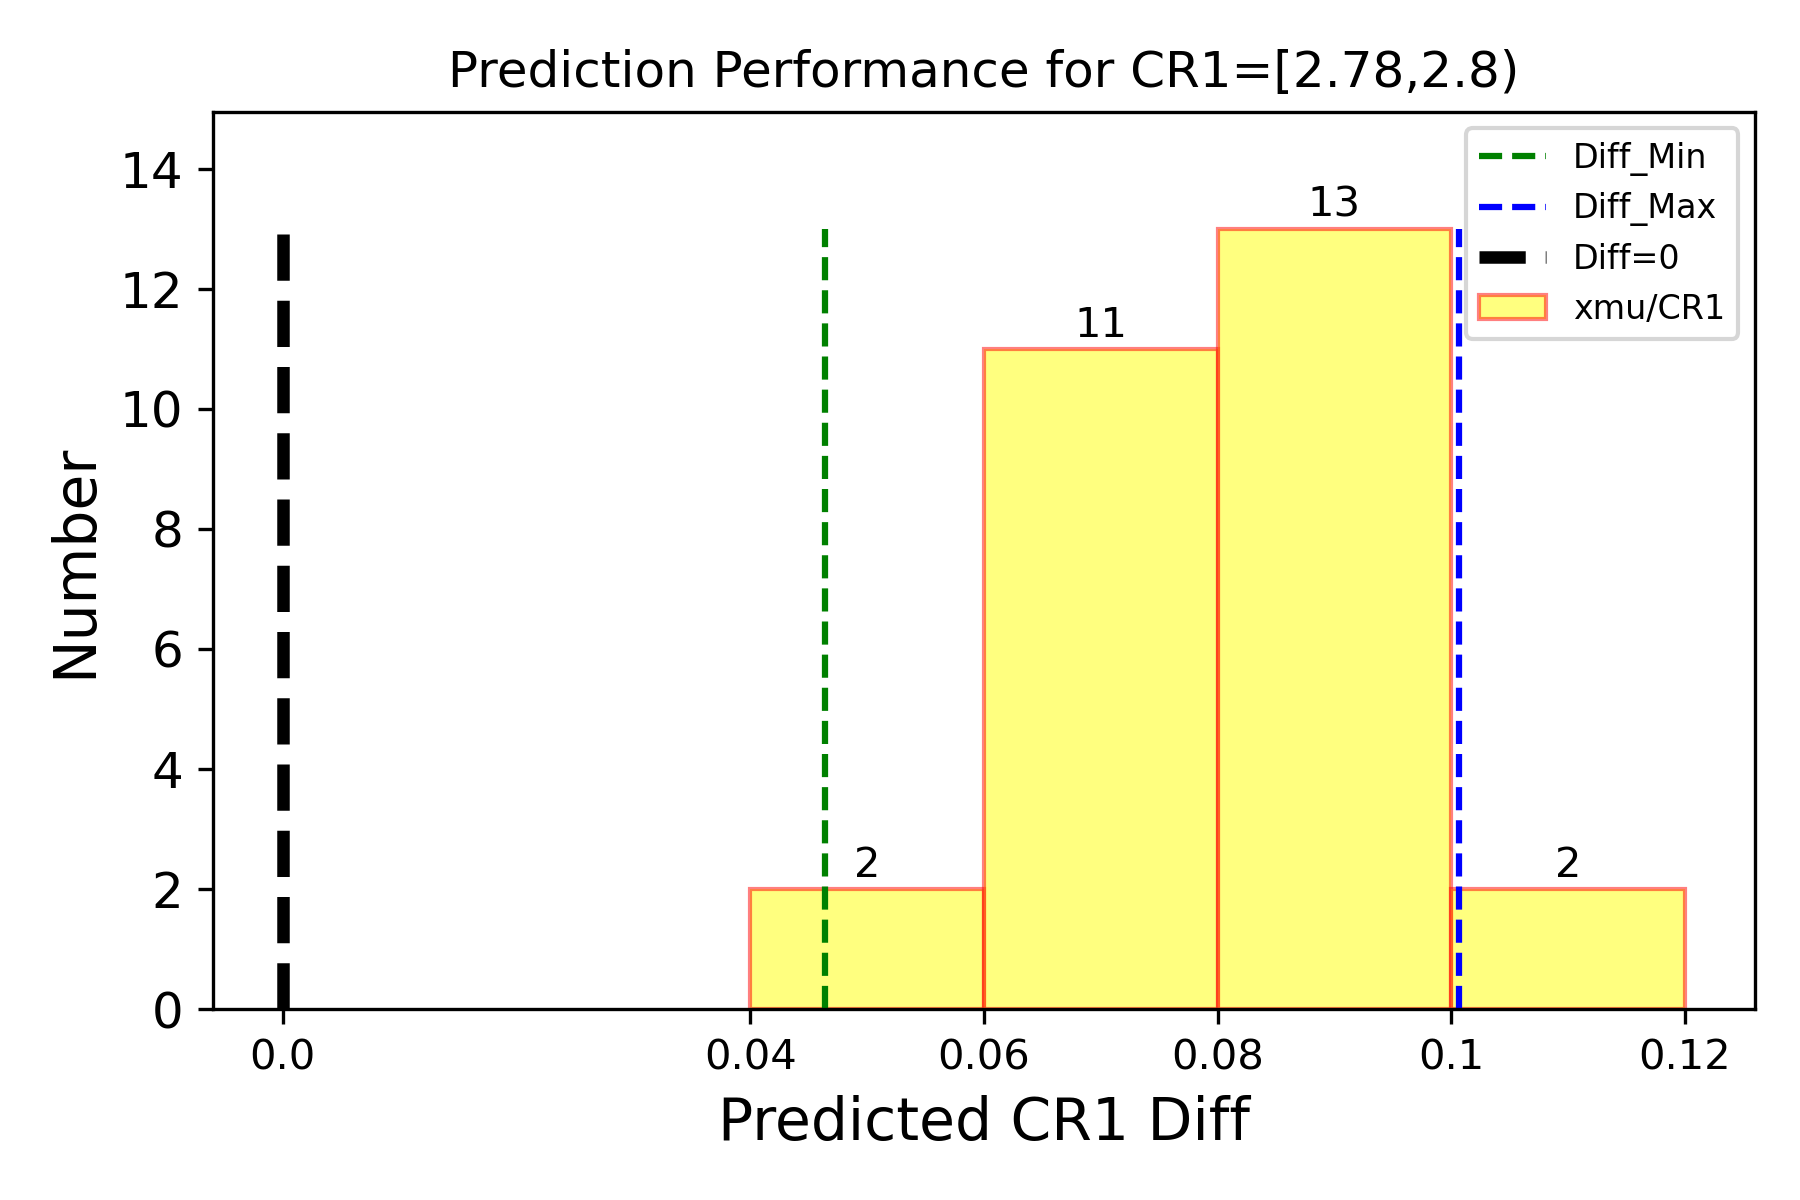 Prediction Performance for CR1=[2.78,2.8)
Diff_Min
Diff_Max
Diff=0
xmu/CR1
14
12
10
8
6
4
2
0
Number
2
11
13
2
0.0
0.04
0.06
0.08
0.1
0.12
Predicted CR1 Diff